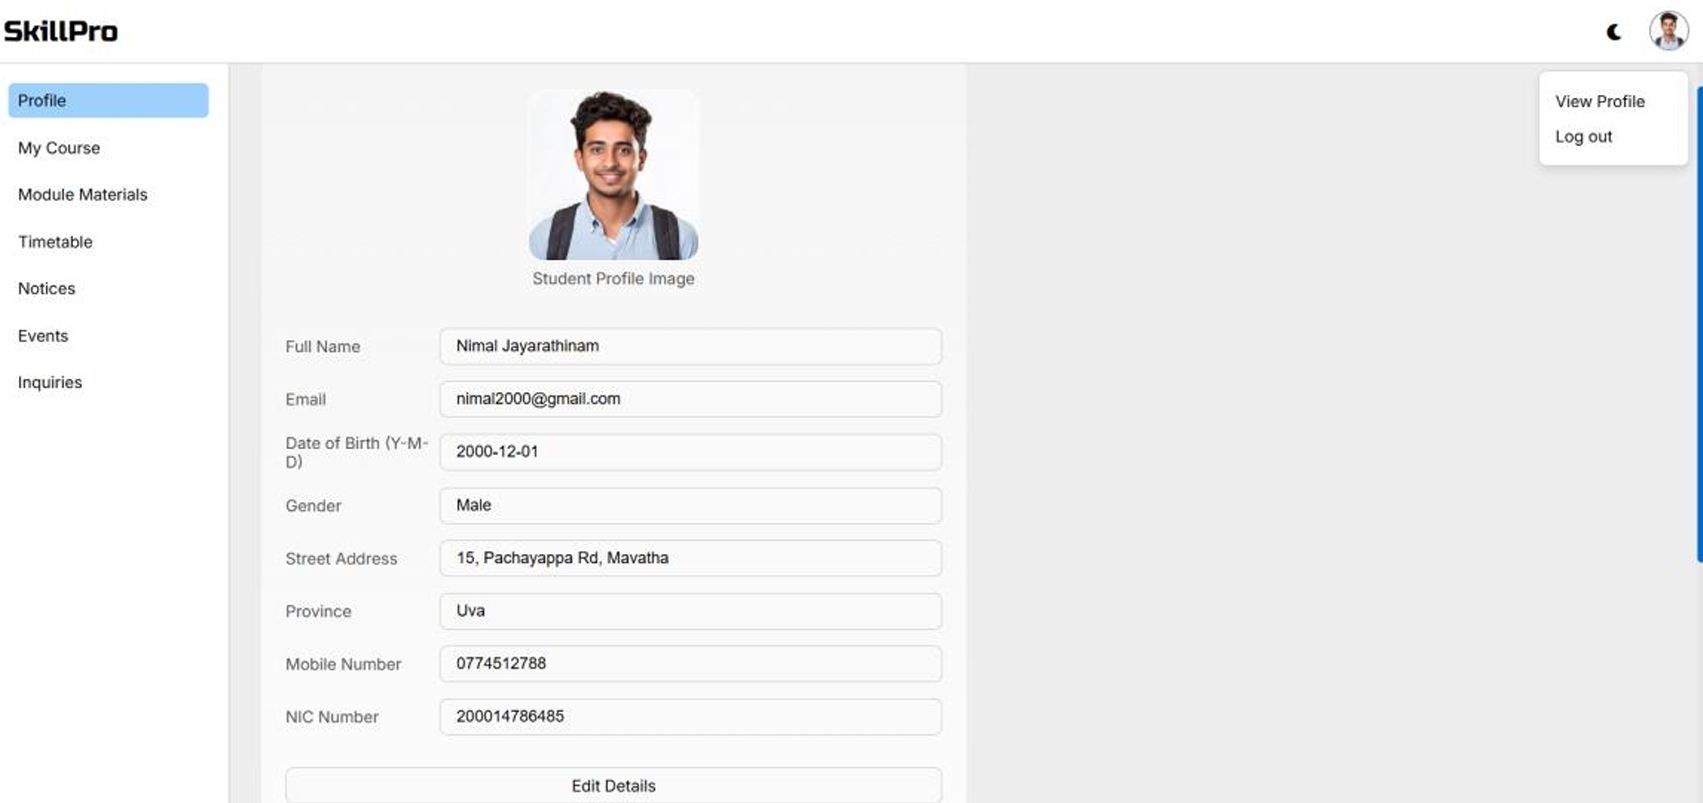 SkillPro
View Profile
Log out
Profile
My Course
Module Materials
Timetable
Notices
Events
Inquiries
Student Profile Image
Full Name
Nimal Jayarathinam
Email
nimal2000@gmail.com
Date of Birth (Y-M-
D)
2000-12-01
Gender
Male
Street Address
15, Pachayappa Rd, Mavatha
Province
Uva
Mobile Number
0774512788
NIC Number
200014786485
Edit Details